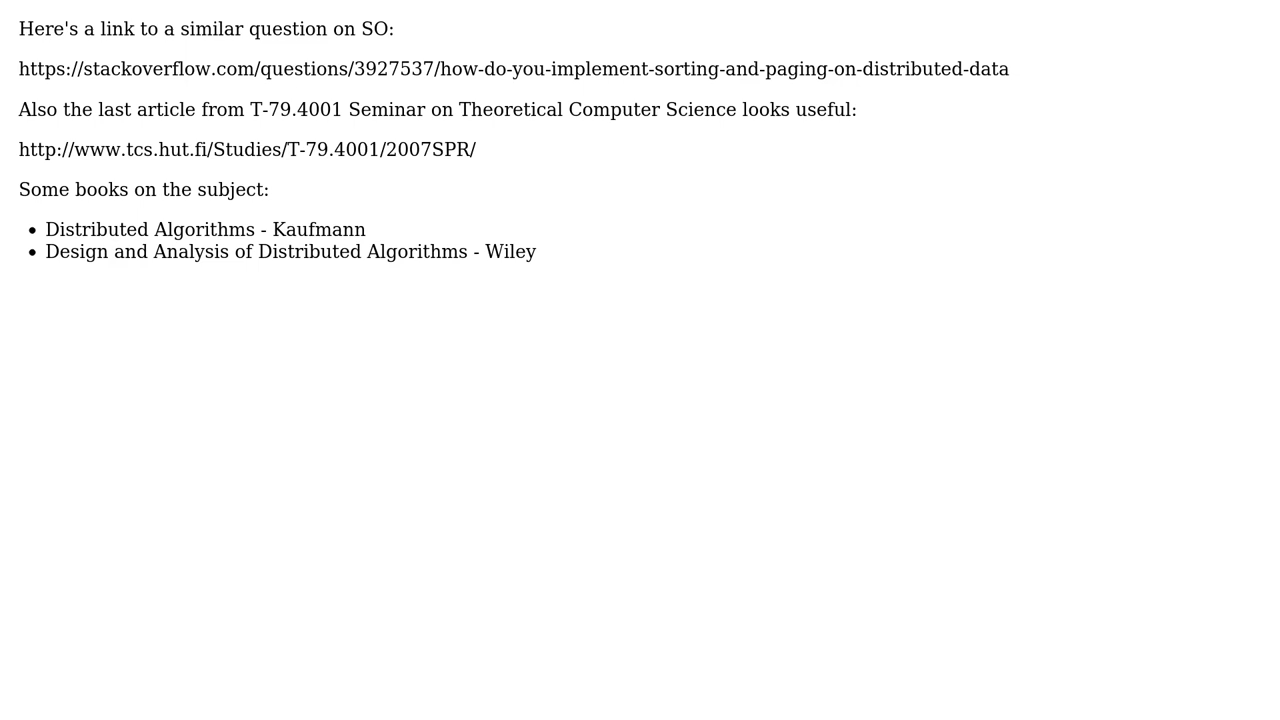 Here's a link to a similar question on SO:
https://stackoverflow.com/questions/3927537/how-do-you-implement-sorting-and-paging-on-distributed-data
Also the last article from T-79.4001 Seminar on Theoretical Computer Science looks useful:
http://www.tcs.hut.fi/Studies/T-79.4001/2007SPR/
Some books on the subject:
• Distributed Algorithms - Kaufmann
• Design and Analysis of Distributed Algorithms - Wiley